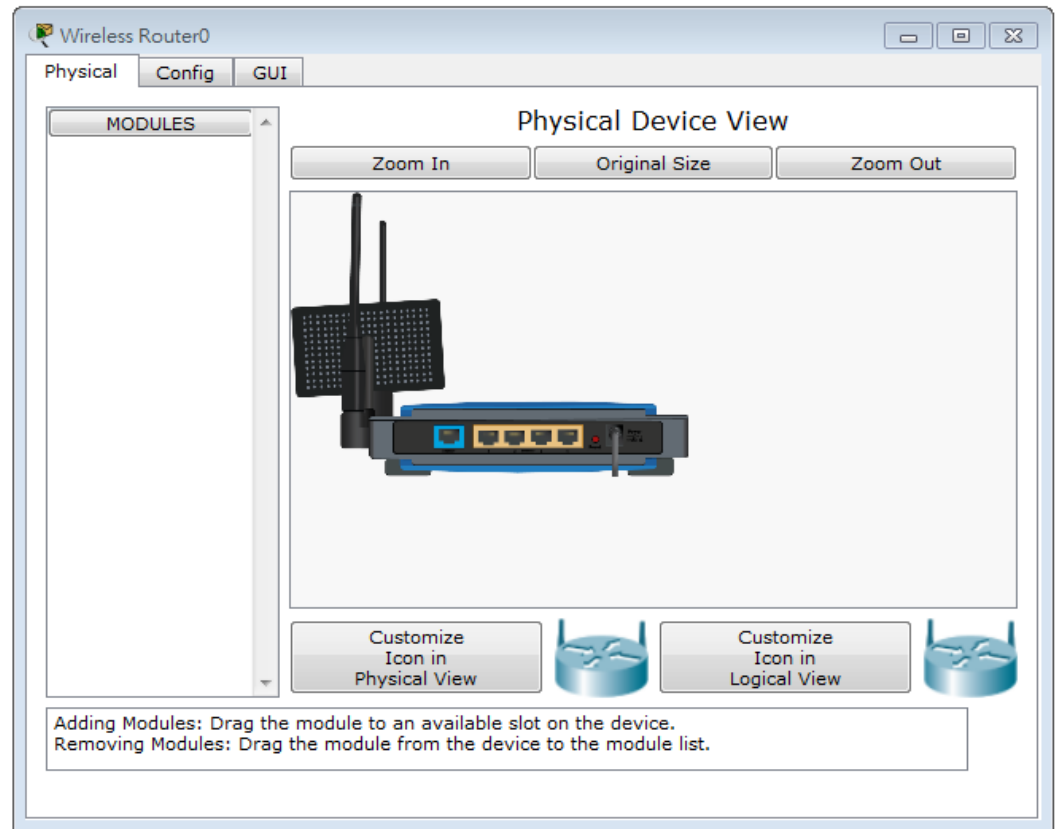 Wireless Router0
Physical
Config
GUI
MODULES
Physical Device View
Zoom In
Original Size
Zoom Out
Customize
Icon in
Physical View
Customize
Icon in
Logical View
Adding Modules: Drag the module to an available slot on the device.
Removing Modules: Drag the module from the device to the module list.